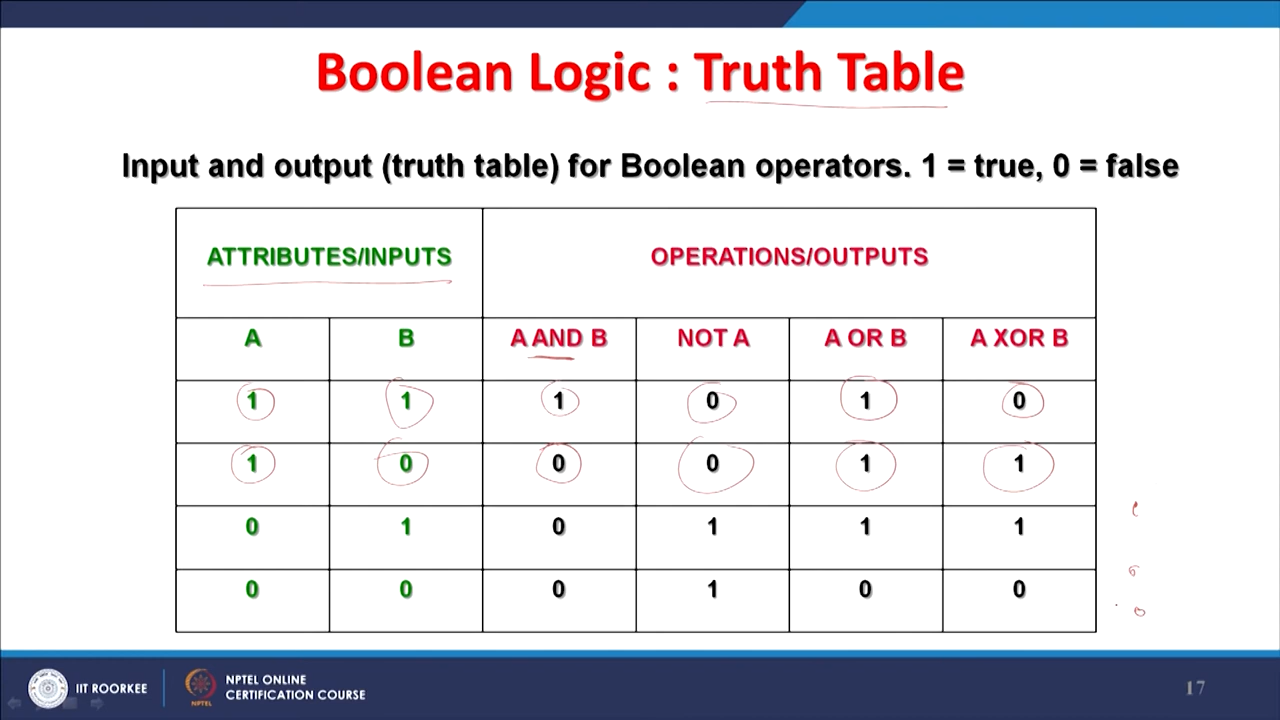 Boolean Logic : Truth Table
Input and output (truth table) for Boolean operators. 1 = true, 0 = false
ATTRIBUTES/INPUTS OPERATIONS/OUTPUTS
A B A AND B NOT A A OR B A XOR B
1 1 1 0 1 0
1 0 0 0 1 1
0 1 0 1 1 1
0 0 0 1 0 0
IIT ROORKEE
NPTEL
NPTEL ONLINE
CERTIFICATION COURSE
17